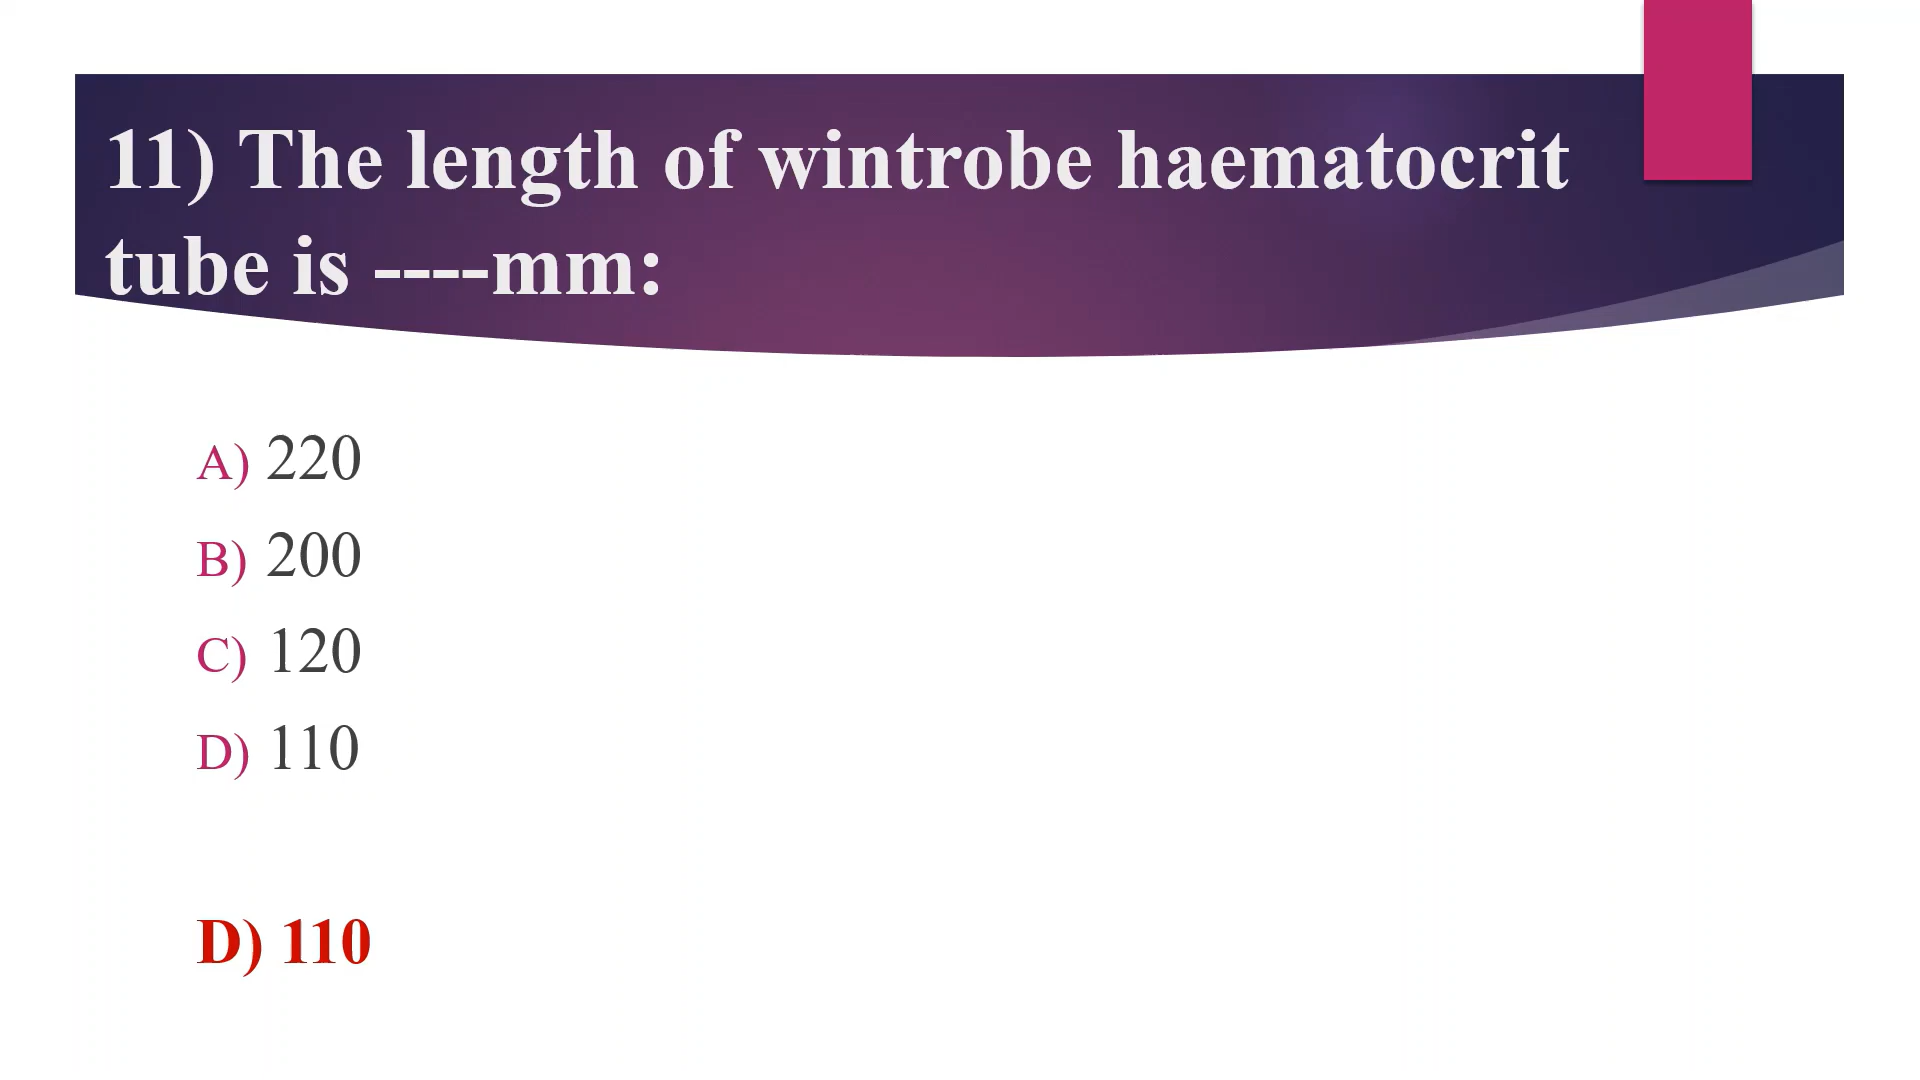 11) The length of wintrobe haematocrit
tube is ----mm:
A) 220
B) 200
C) 120
D) 110
D) 110